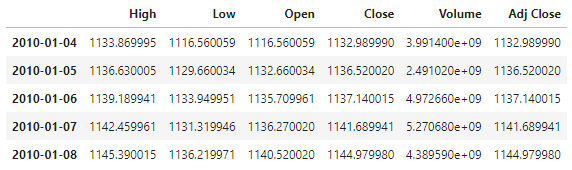 High Low Open Close Volume Adj Close
2010-01-04 1133.869995 1116.560059 1116.560059 1132.989990 3.991400e+09 1132.989990
2010-01-05 1136.630005 1129.660034 1132.660034 1136.520020 2.491020e+09 1136.520020
2010-01-06 1139.189941 1133.949951 1135.709961 1137.140015 4.972660e+09 1137.140015
2010-01-07 1142.459961 1131.319946 1136.270020 1141.689941 5.270680e+09 1141.689941
2010-01-08 1145.390015 1136.219971 1140.520020 1144.979980 4.389590e+09 1144.979980